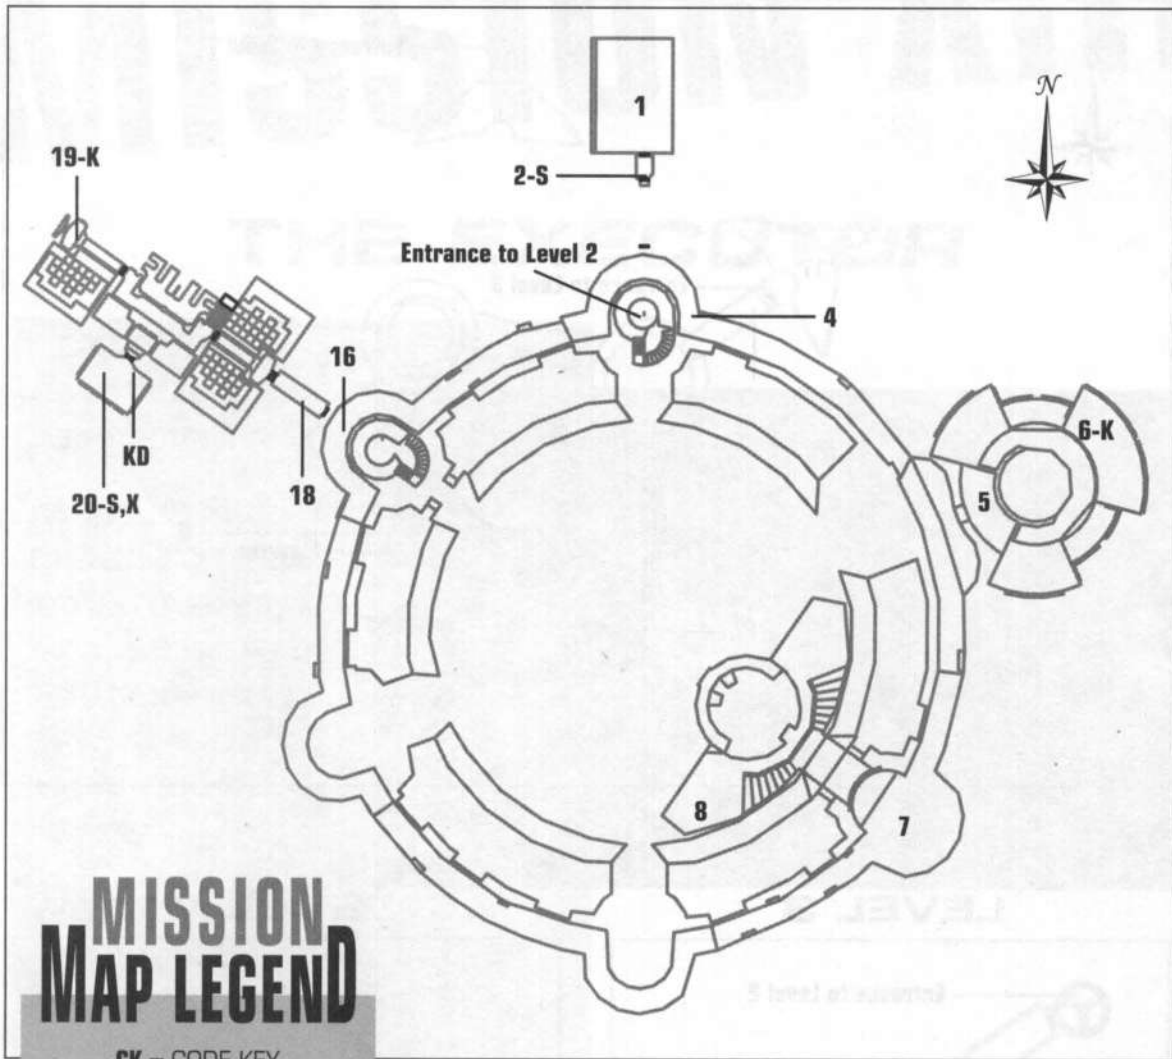 N
1
2-S
19-K
Entrance to Level 2
4
16
6-K
5
KD
18
20-S,X
8
7
MISSION
MAP LEGEND
CK = CODE KEY